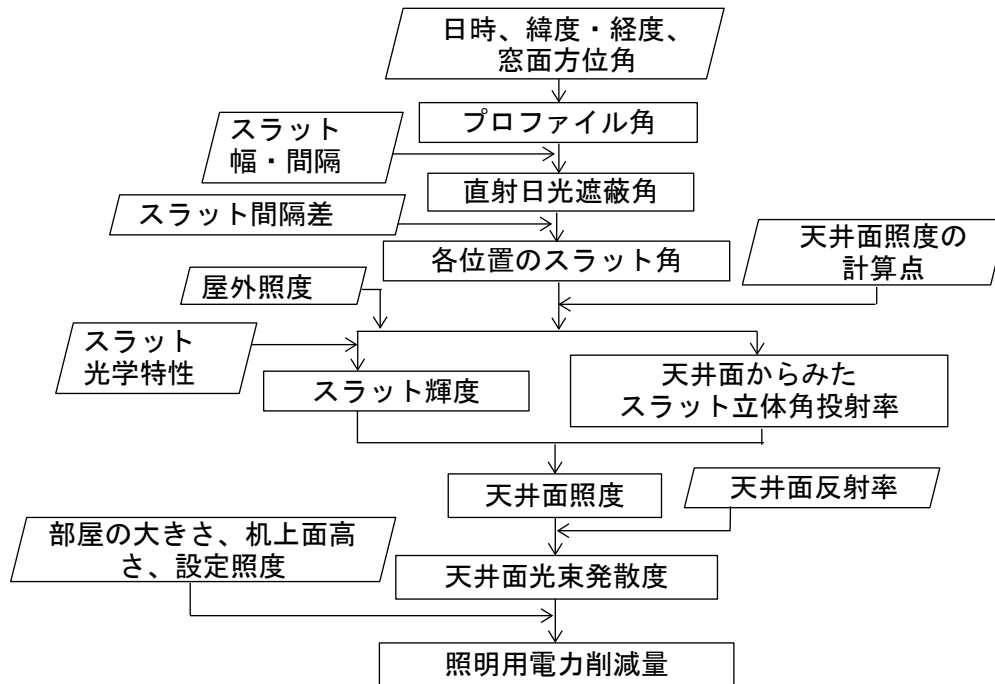 日時、緯度・経度、
窓面方位角
プロファイル角
スラット
幅・間隔
直射日光遮蔽角
スラット間隔差
各位置のスラット角
天井面照度の
計算点
屋外照度
スラット
光学特性
スラット輝度
天井面からみた
スラット立体角投射率
天井面照度
天井面反射率
部屋の大きさ、机上面高
さ、設定照度
天井面光束発散度
照明用電力削減量